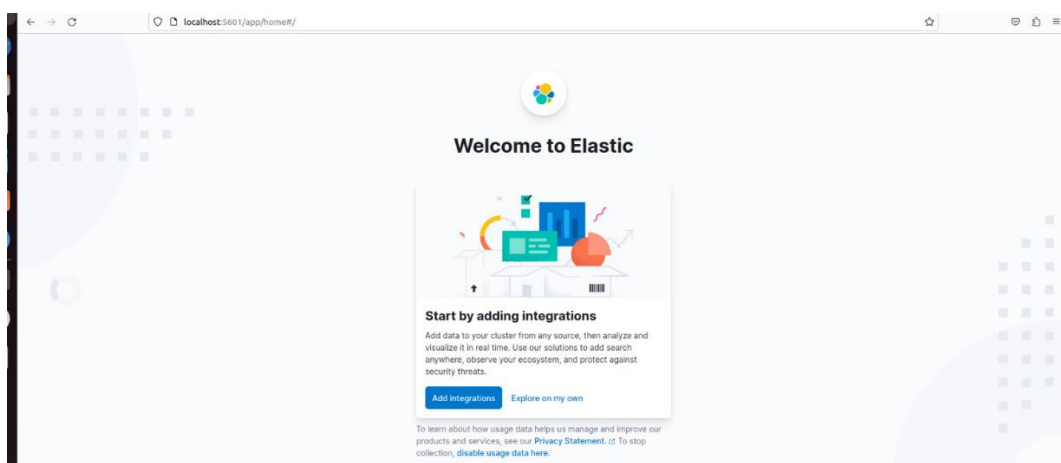 localhost:5601/app/home#/
Welcome to Elastic
Start by adding integrations
Add data to your cluster from any source, then analyze and
visualize it in real time. Use our solutions to add search
anywhere, observe your ecosystem, and protect against
security threats.
Add integrations Explore on my own
To learn about how usage data helps us manage and improve our
products and services, see our Privacy Statement. To stop
collection, disable usage data here.